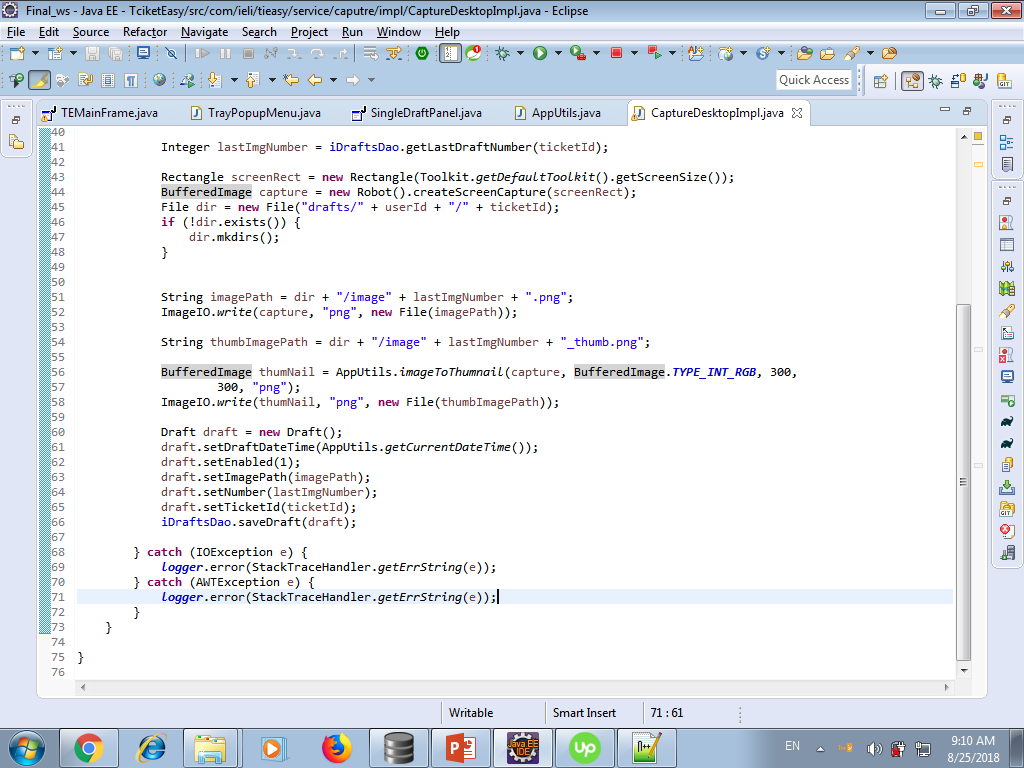 Final_ws - Java EE - TciketEasy/src/com/ieli/tieasy/service/caputre/impl/CaptureDesktopImpl.java - Eclipse
File Edit Source Refactor Navigate Search Project Run Window Help
Quick Access
TEMainFrame.java TrayPopupMenu.java SingleDraftPanel.java AppUtils.java CaptureDesktopImpl.java
40
41 Integer lastImgNumber = iDraftsDao.getLastDraftNumber(ticketId);
42
43 Rectangle screenRect = new Rectangle(Toolkit.getDefaultToolkit().getScreenSize());
44 BufferedImage capture = new Robot().createScreenCapture(screenRect);
45 File dir = new File("drafts/" + userId + "/" + ticketId);
46 if (!dir.exists()) {
47 dir.mkdirs();
48 }
49
50
51 String imagePath = dir + "/image" + lastImgNumber + ".png";
52 ImageIO.write(capture, "png", new File(imagePath));
53
54 String thumbImagePath = dir + "/image" + lastImgNumber + "_thumb.png";
55
56 BufferedImage thumNail = AppUtils.imageToThumnail(capture, BufferedImage.TYPE_INT_RGB, 300,
57 300, "png");
58 ImageIO.write(thumNail, "png", new File(thumbImagePath));
59
60 Draft draft = new Draft();
61 draft.setDraftDateTime(AppUtils.getCurrentDateTime());
62 draft.setEnabled(1);
63 draft.setImagePath(imagePath);
64 draft.setNumber(lastImgNumber);
65 draft.setTicketId(ticketId);
66 iDraftsDao.saveDraft(draft);
67
68 } catch (IOException e) {
69 logger.error(StackTraceHandler.getErrString(e));
70 } catch (AWTException e) {
71 logger.error(StackTraceHandler.getErrString(e));
72 }
73 }
74
75 }
76
Writable Smart Insert 71 : 61
Java EE IDE
up
EN
9:10 AM
8/25/2018